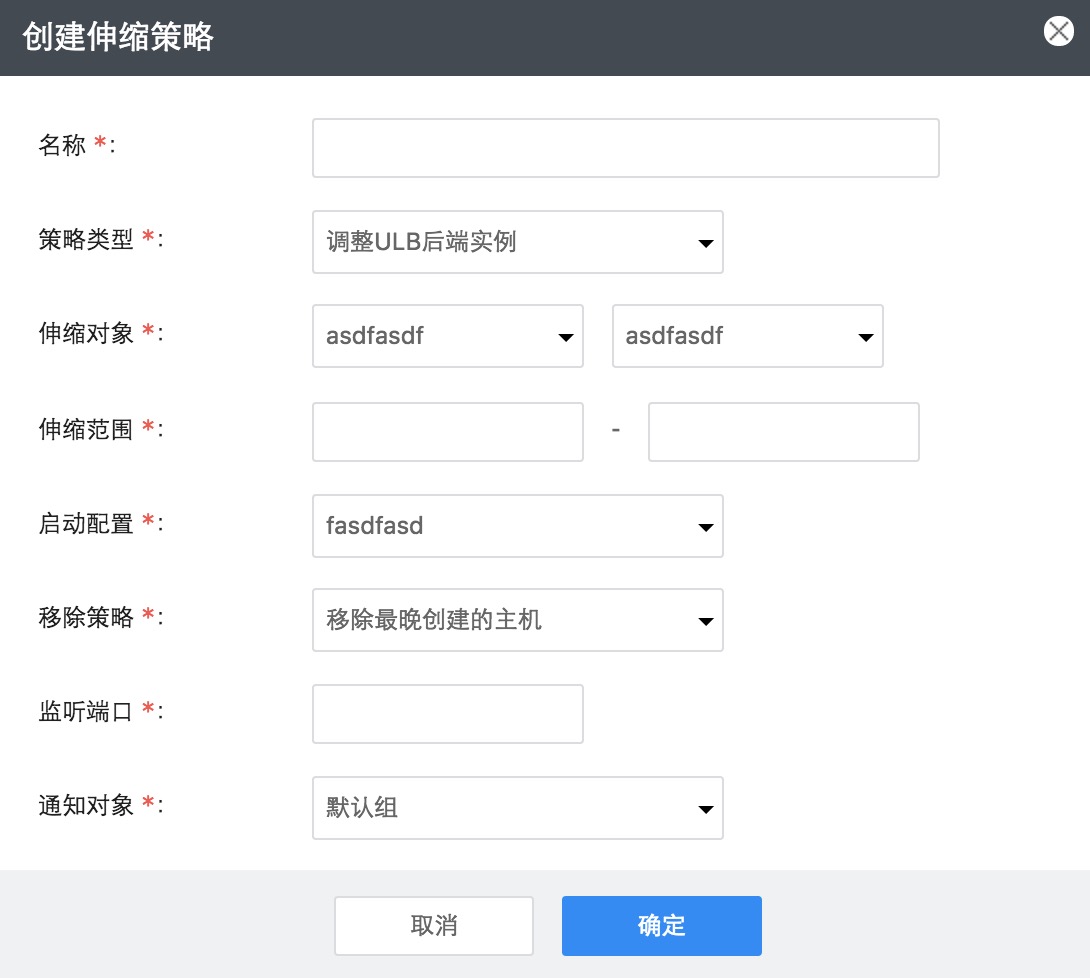 创建伸缩策略
名称 *:
策略类型 *: 调整ULB后端实例
伸缩对象 *: asdfasdf asdfasdf
伸缩范围 *: -
启动配置 *: fasdfasd
移除策略 *: 移除最晚创建的主机
监听端口 *:
通知对象 *: 默认组
取消 确定